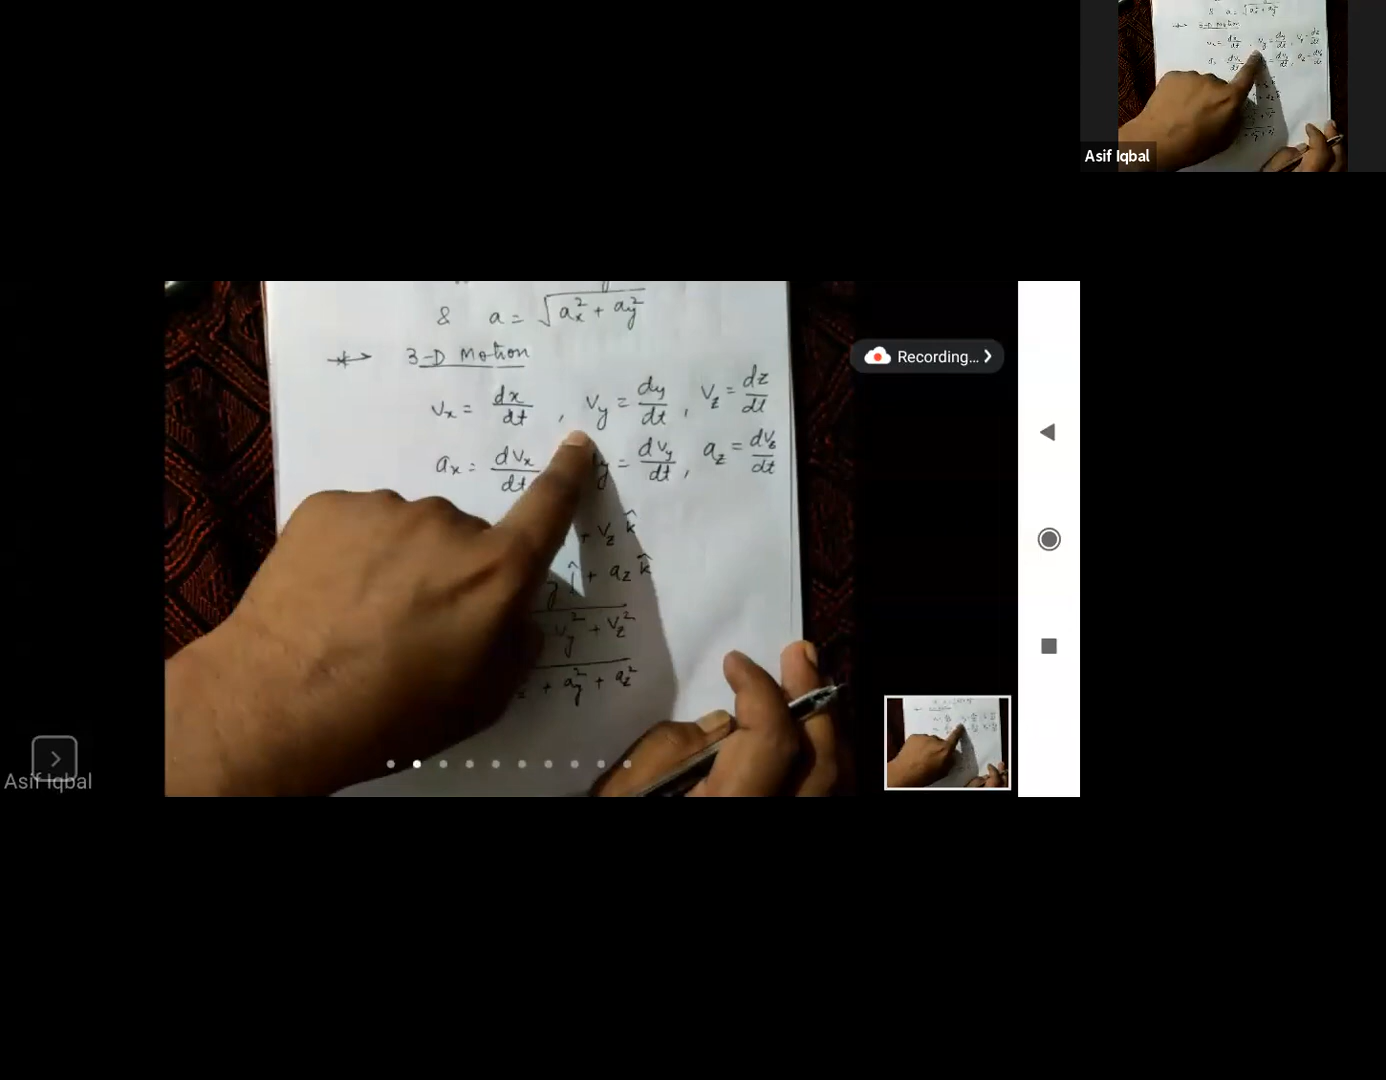 & a = √(ax² + ay²)
3-D Motion
vx = dx/dt , vy = dy/dt , vz = dz/dt
ax = dvx/dt y = dvy/dt , az = dvz/dt
+ vz k̂
y ĵ + az k̂
vy² + vz²
+ ay² + az²
Recording...
Asif Iqbal
Asif Iqbal